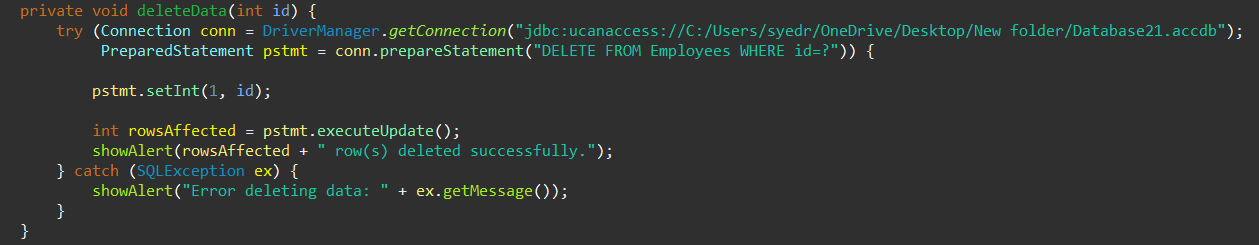 private void deleteData(int id) {
    try (Connection conn = DriverManager.getConnection("jdbc:ucanaccess://C:/Users/syedr/OneDrive/Desktop/New folder/Database21.accdb");
         PreparedStatement pstmt = conn.prepareStatement("DELETE FROM Employees WHERE id=?")) {
        pstmt.setInt(1, id);
        int rowsAffected = pstmt.executeUpdate();
        showAlert(rowsAffected + " row(s) deleted successfully.");
    } catch (SQLException ex) {
        showAlert("Error deleting data: " + ex.getMessage());
    }
}